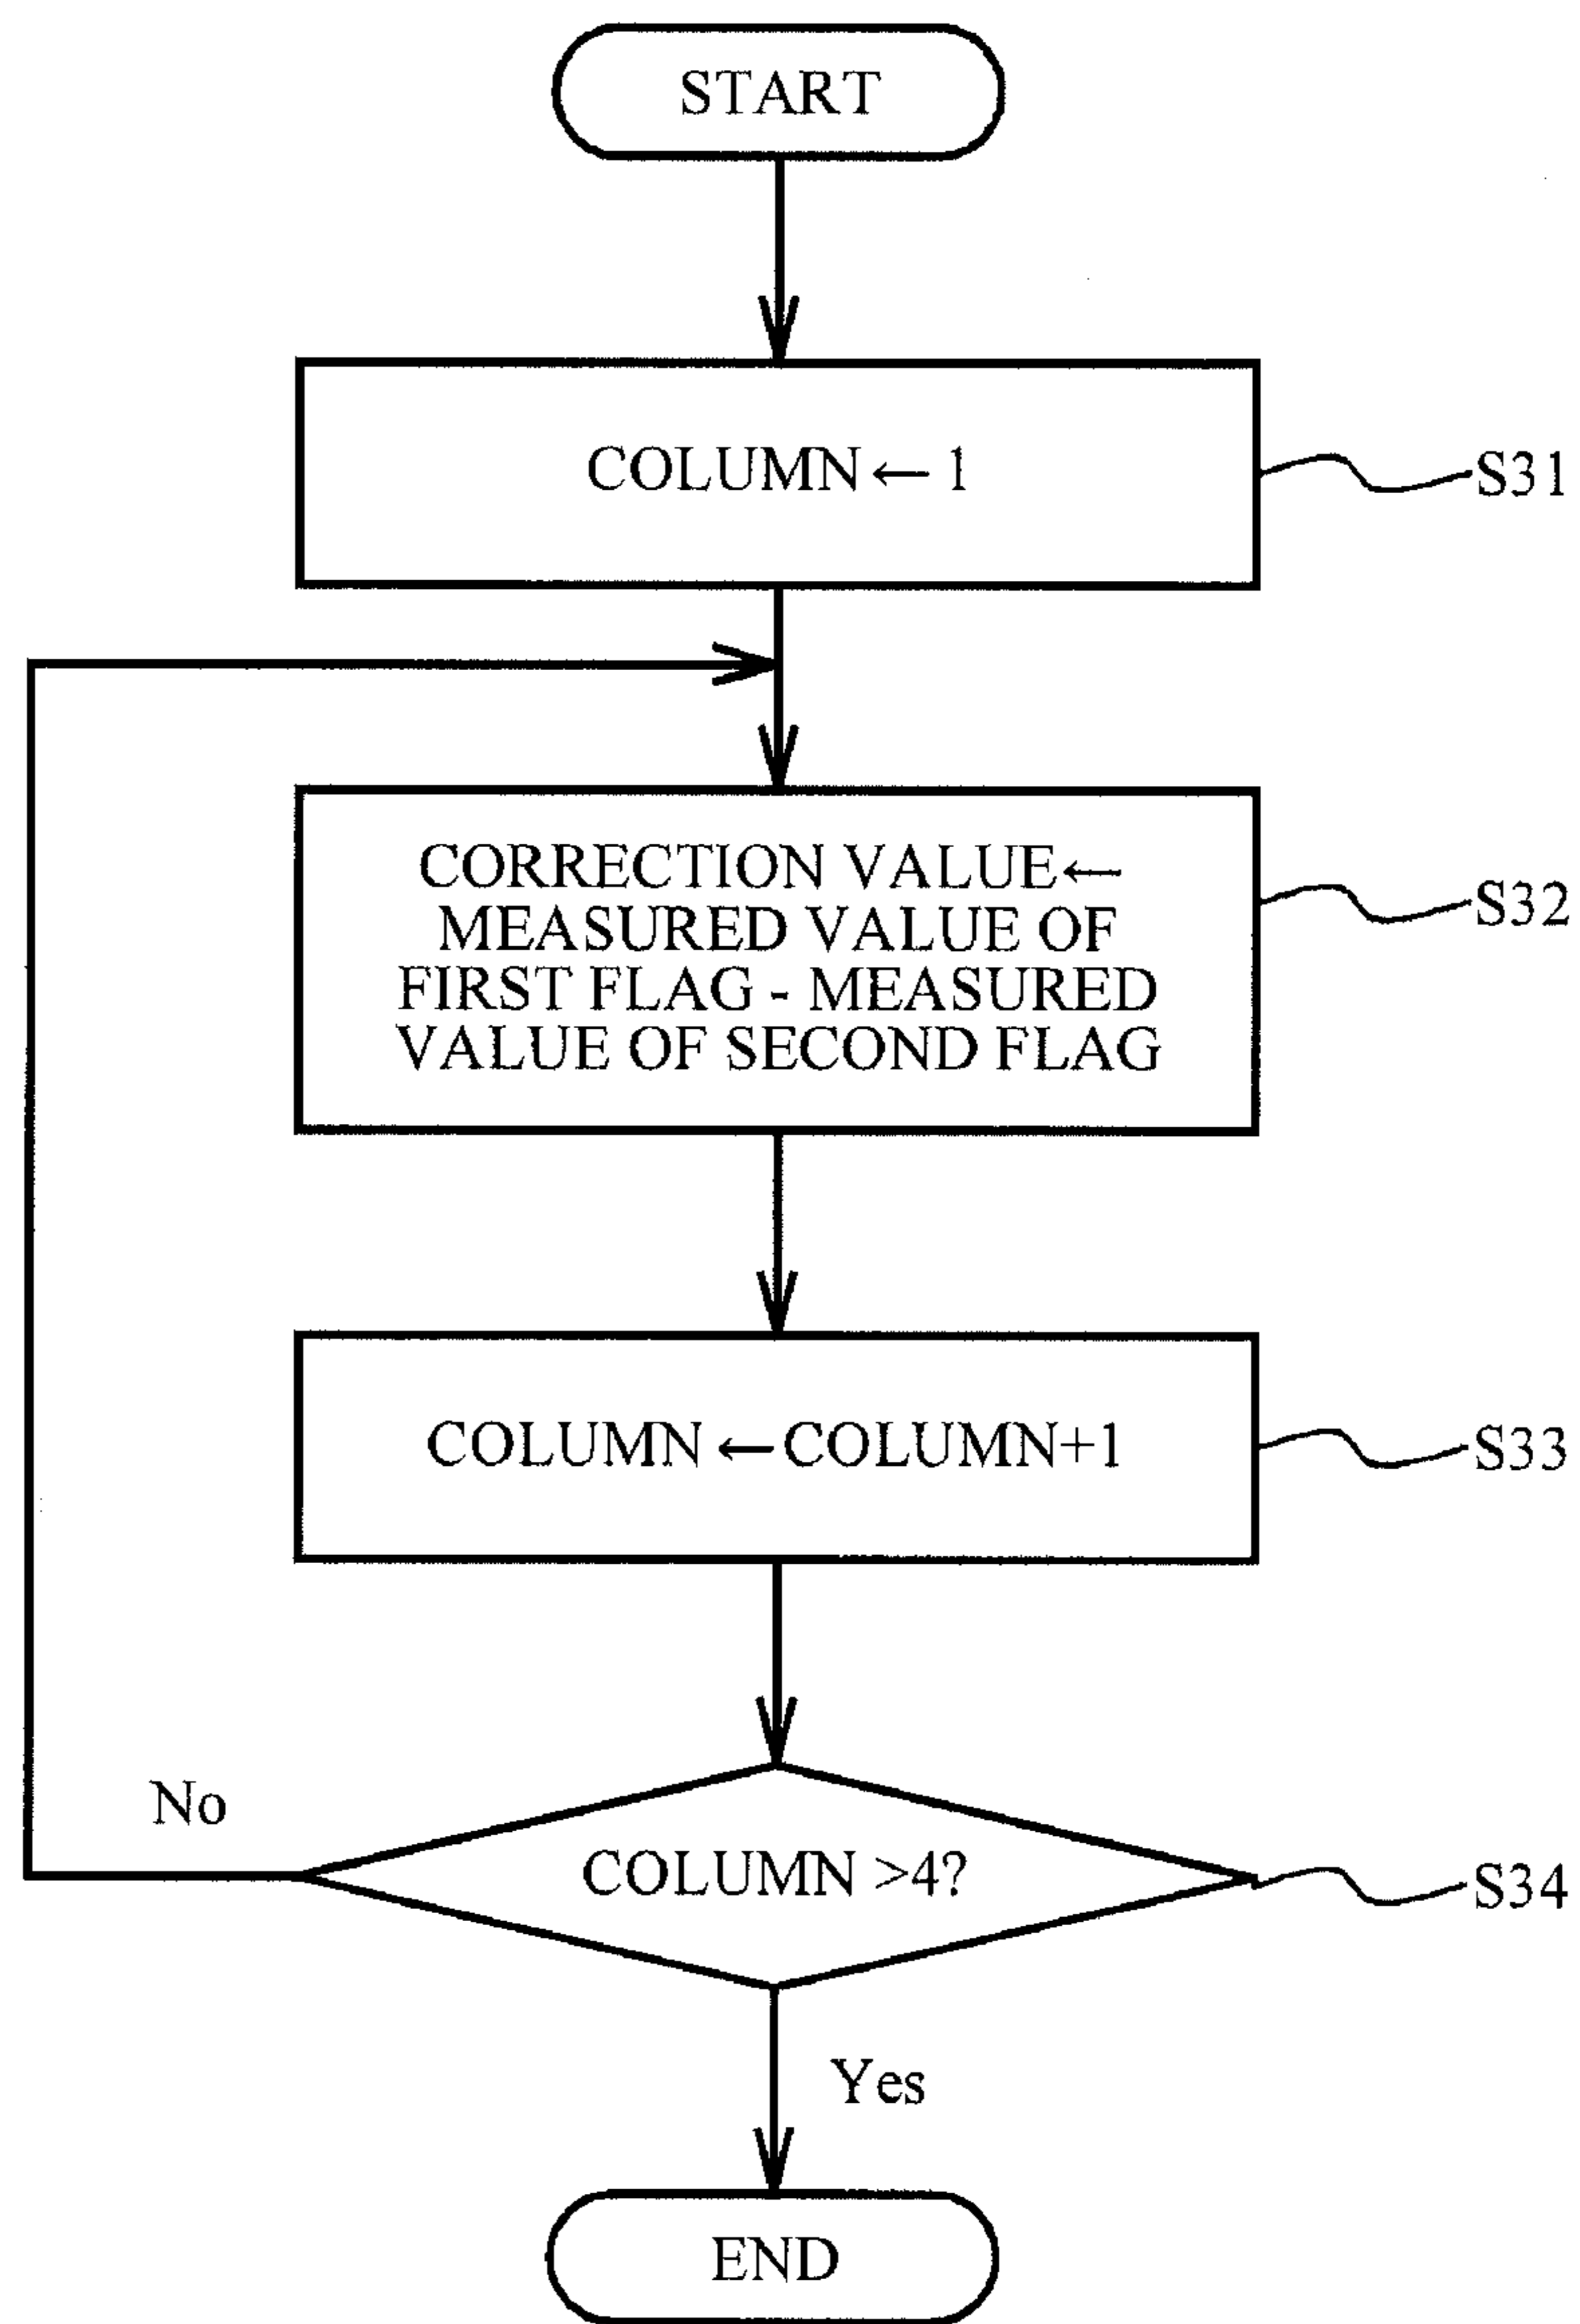 START
COLUMN ← 1
S31
CORRECTION VALUE←
MEASURED VALUE OF
FIRST FLAG - MEASURED
VALUE OF SECOND FLAG
S32
COLUMN ← COLUMN+1
S33
No
COLUMN >4?
S34
Yes
END